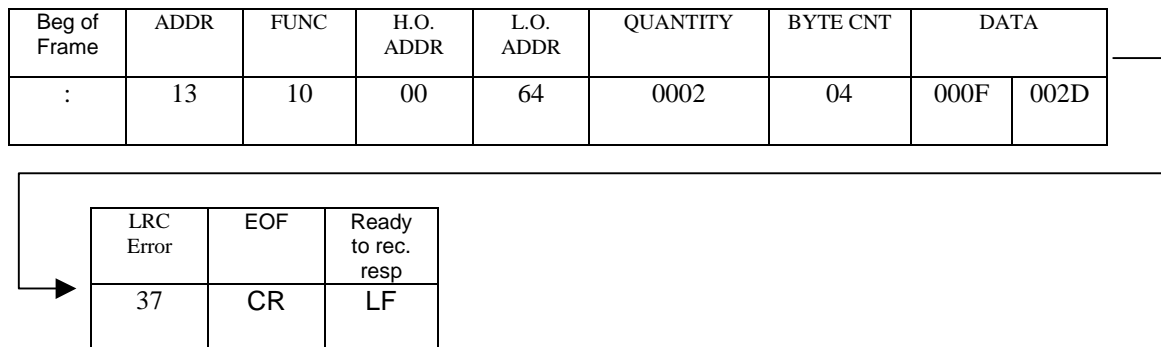 Beg of Frame ADDR FUNC H.O. ADDR L.O. ADDR QUANTITY BYTE CNT DATA
: 13 10 00 64 0002 04 000F 002D
LRC Error EOF Ready to rec. resp
37 CR LF